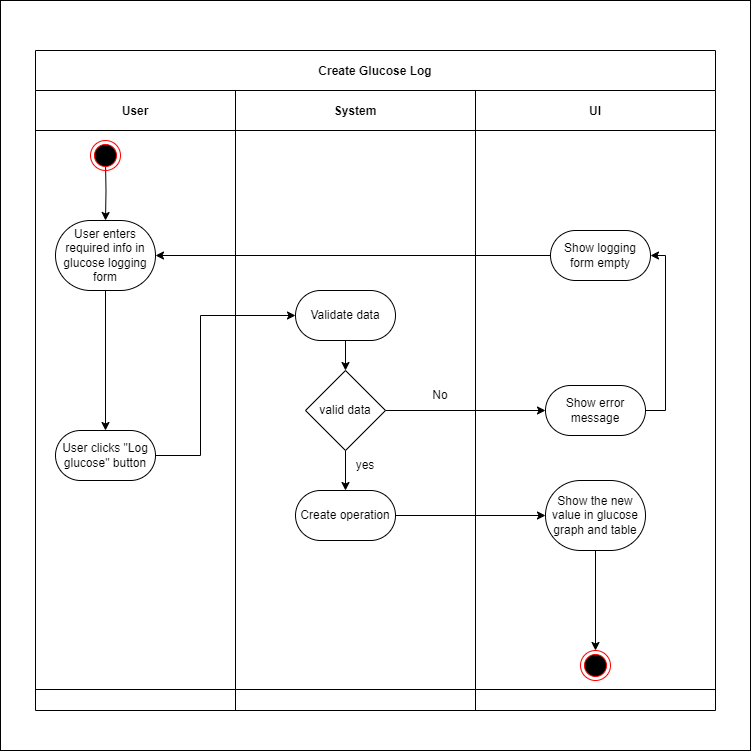 Create Glucose Log
User
System
UI
User enters
required info in
glucose logging
form
Show logging
form empty
Validate data
valid data
No
Show error
message
User clicks "Log
glucose" button
yes
Create operation
Show the new
value in glucose
graph and table